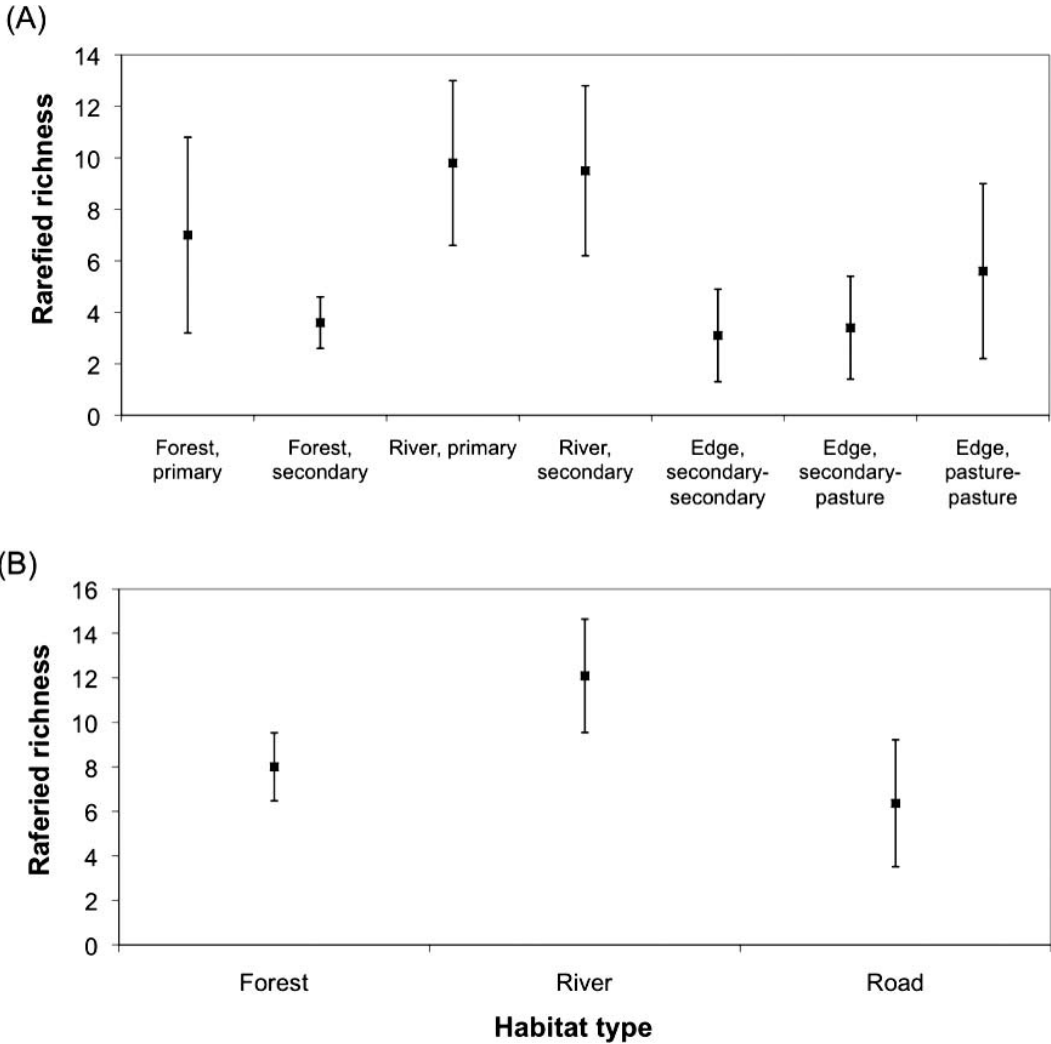 (A)
Rarefied richness
14
12
10
8
6
4
2
0
Forest,
primary
Forest,
secondary
River, primary
River,
secondary
Edge,
secondary-
secondary
Edge,
secondary-
pasture
Edge,
pasture-
pasture
(B)
Raferied richness
16
14
12
10
8
6
4
2
0
Forest
River
Road
Habitat type